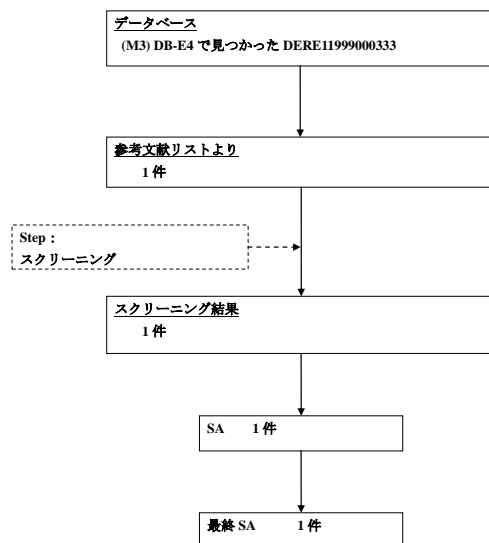 データベース
(M3) DB-E4 で見つかった DERE11999000333
参考文献リストより
1 件
Step：
スクリーニング
スクリーニング結果
1 件
SA 1 件
最終 SA 1 件